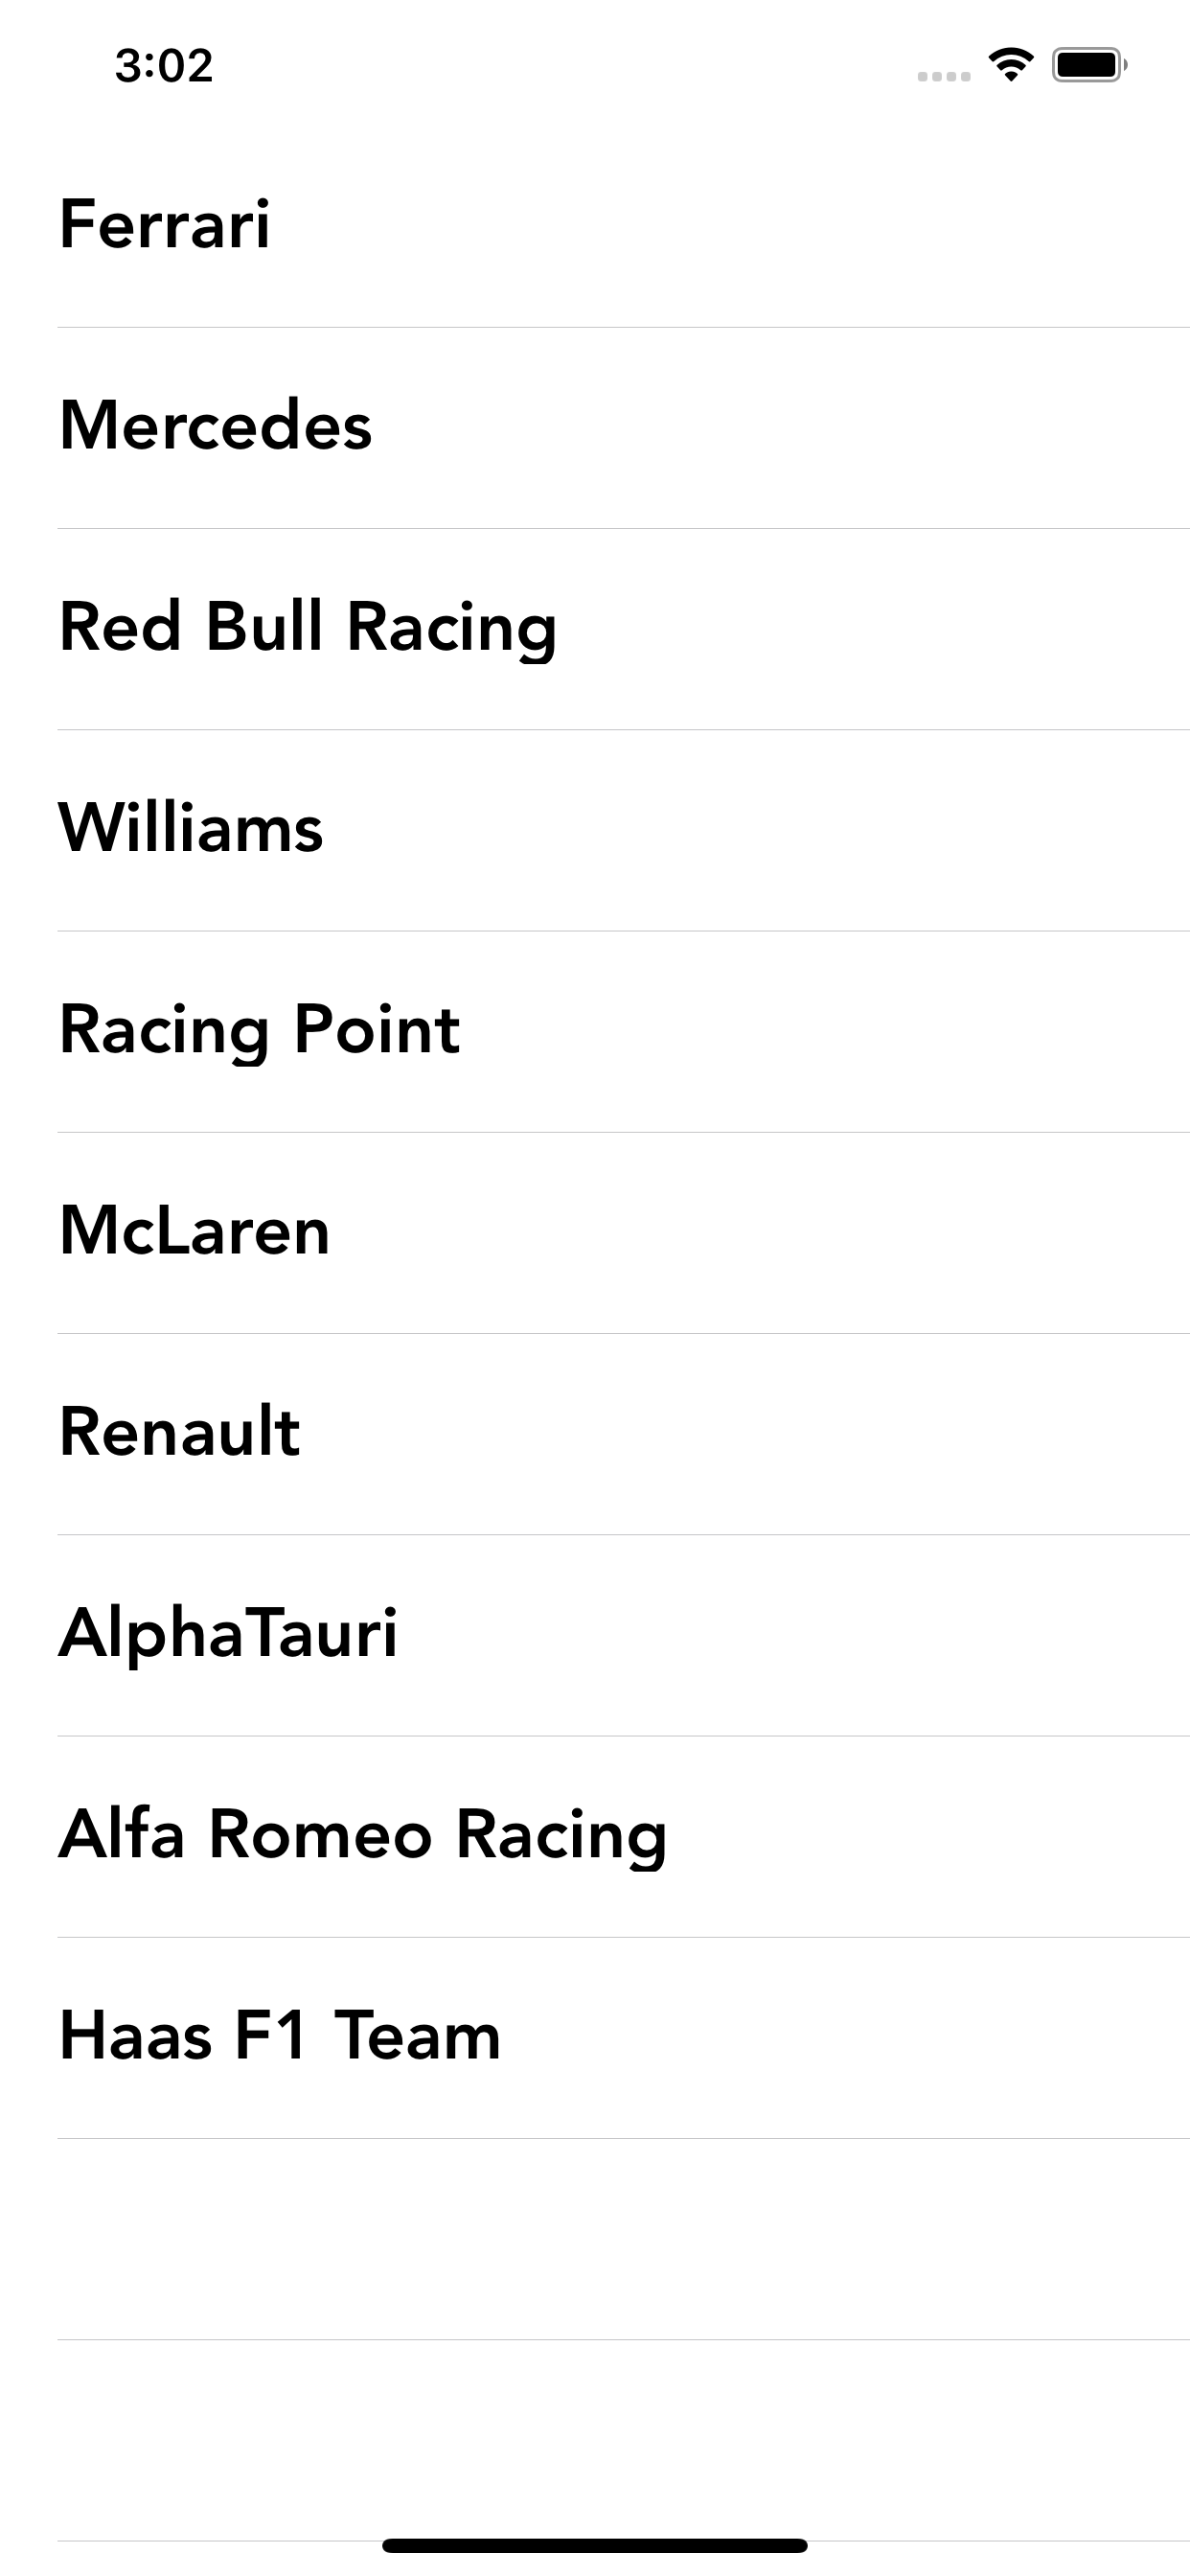 3:02
Ferrari
Mercedes
Red Bull Racing
Williams
Racing Point
McLaren
Renault
AlphaTauri
Alfa Romeo Racing
Haas F1 Team